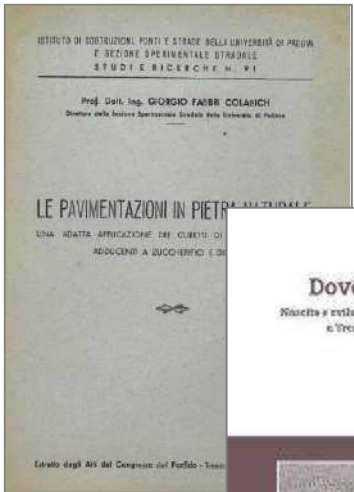 ISTITUTO DI COSTRUZIONI, PONTI E STRADE DELLA UNIVERSITÀ DI PADOVA
E SEZIONE SPERIMENTALE STRADALE
STUDI E RICERCHE N. 91
Prof. Dott. Ing. GIORGIO FABBRI COLABICH
Direttore della Sezione Sperimentale Stradale della Università di Padova
LE PAVIMENTAZIONI IN PIETRA NATURALE
UNA ADATTA APPLICAZIONE DEI CUBETTI DI
ADDUCENTI A ZUCCHERIFICI E DI
Estratto degli Atti del Congresso del Porfido - Trento
Dove
Nascita e svilu
a Tren